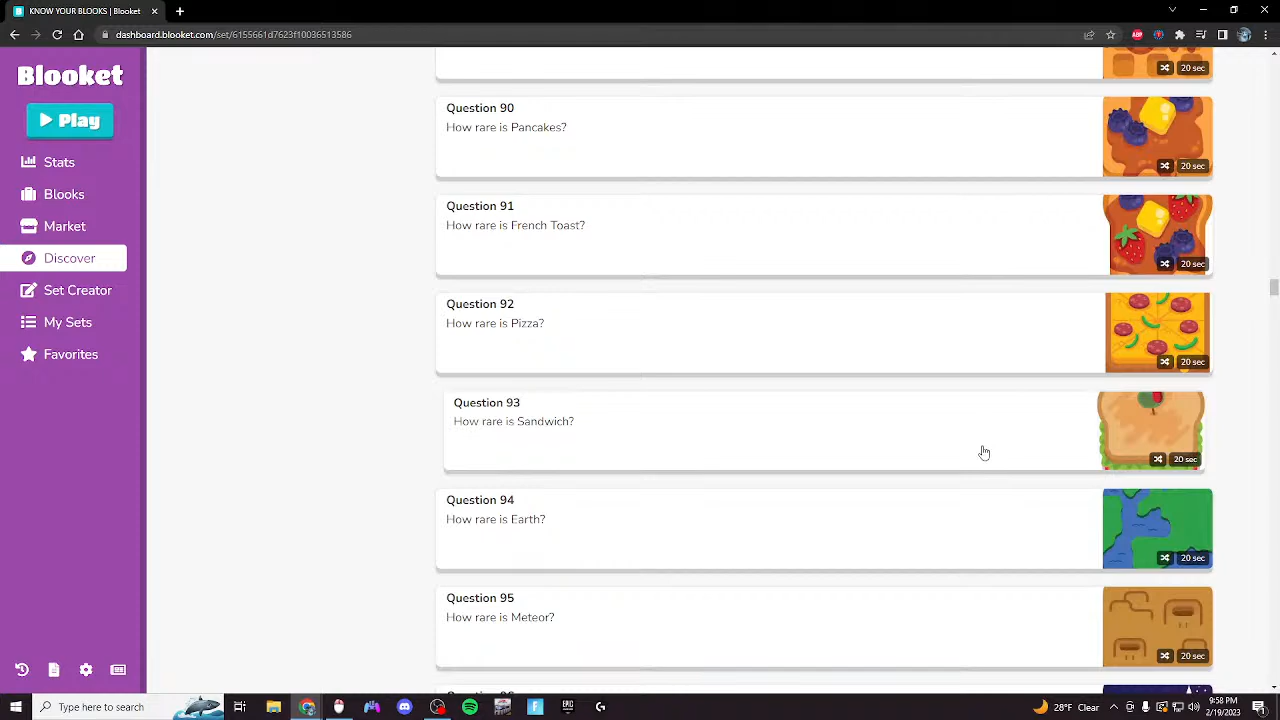 KNOW YOUR BLOOKS | Blooket
dashboard.blooket.com/set/6155661d7623f10036513586
ABP
Blooket
Play
Stats
Blooks
Market
Discover
Set Creator
My Sets
Favorites
20 sec
Question 90
How rare is Pancakes?
20 sec
Question 91
How rare is French Toast?
20 sec
Question 92
How rare is Pizza?
20 sec
Question 93
How rare is Sandwich?
20 sec
Question 94
How rare is Earth?
20 sec
Question 95
How rare is Meteor?
20 sec
Type here to search
EPIC
28°F Clear
9:58 PM
2/19/2023